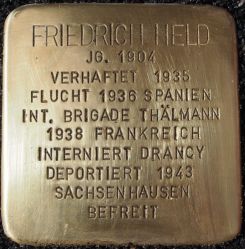 FRIEDRICH HELD
JG. 1904
VERHAFTET 1935
FLUCHT 1936 SPANIEN
INT. BRIGADE THÄLMANN
1938 FRANKREICH
INTERNIERT DRANCY
DEPORTIERT 1943
SACHSENHAUSEN
BEFREIT